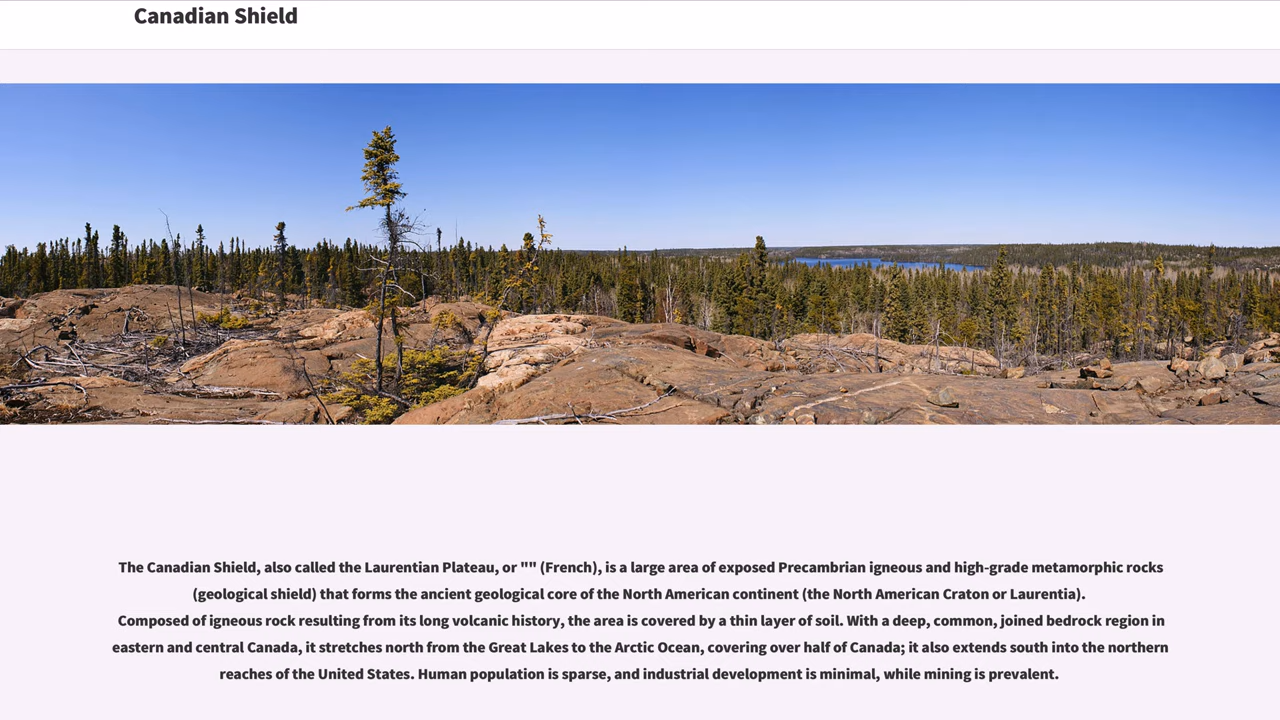 Canadian Shield
The Canadian Shield, also called the Laurentian Plateau, or "" (French), is a large area of exposed Precambrian igneous and high-grade metamorphic rocks
(geological shield) that forms the ancient geological core of the North American continent (the North American Craton or Laurentia).
Composed of igneous rock resulting from its long volcanic history, the area is covered by a thin layer of soil. With a deep, common, joined bedrock region in
eastern and central Canada, it stretches north from the Great Lakes to the Arctic Ocean, covering over half of Canada; it also extends south into the northern
reaches of the United States. Human population is sparse, and industrial development is minimal, while mining is prevalent.